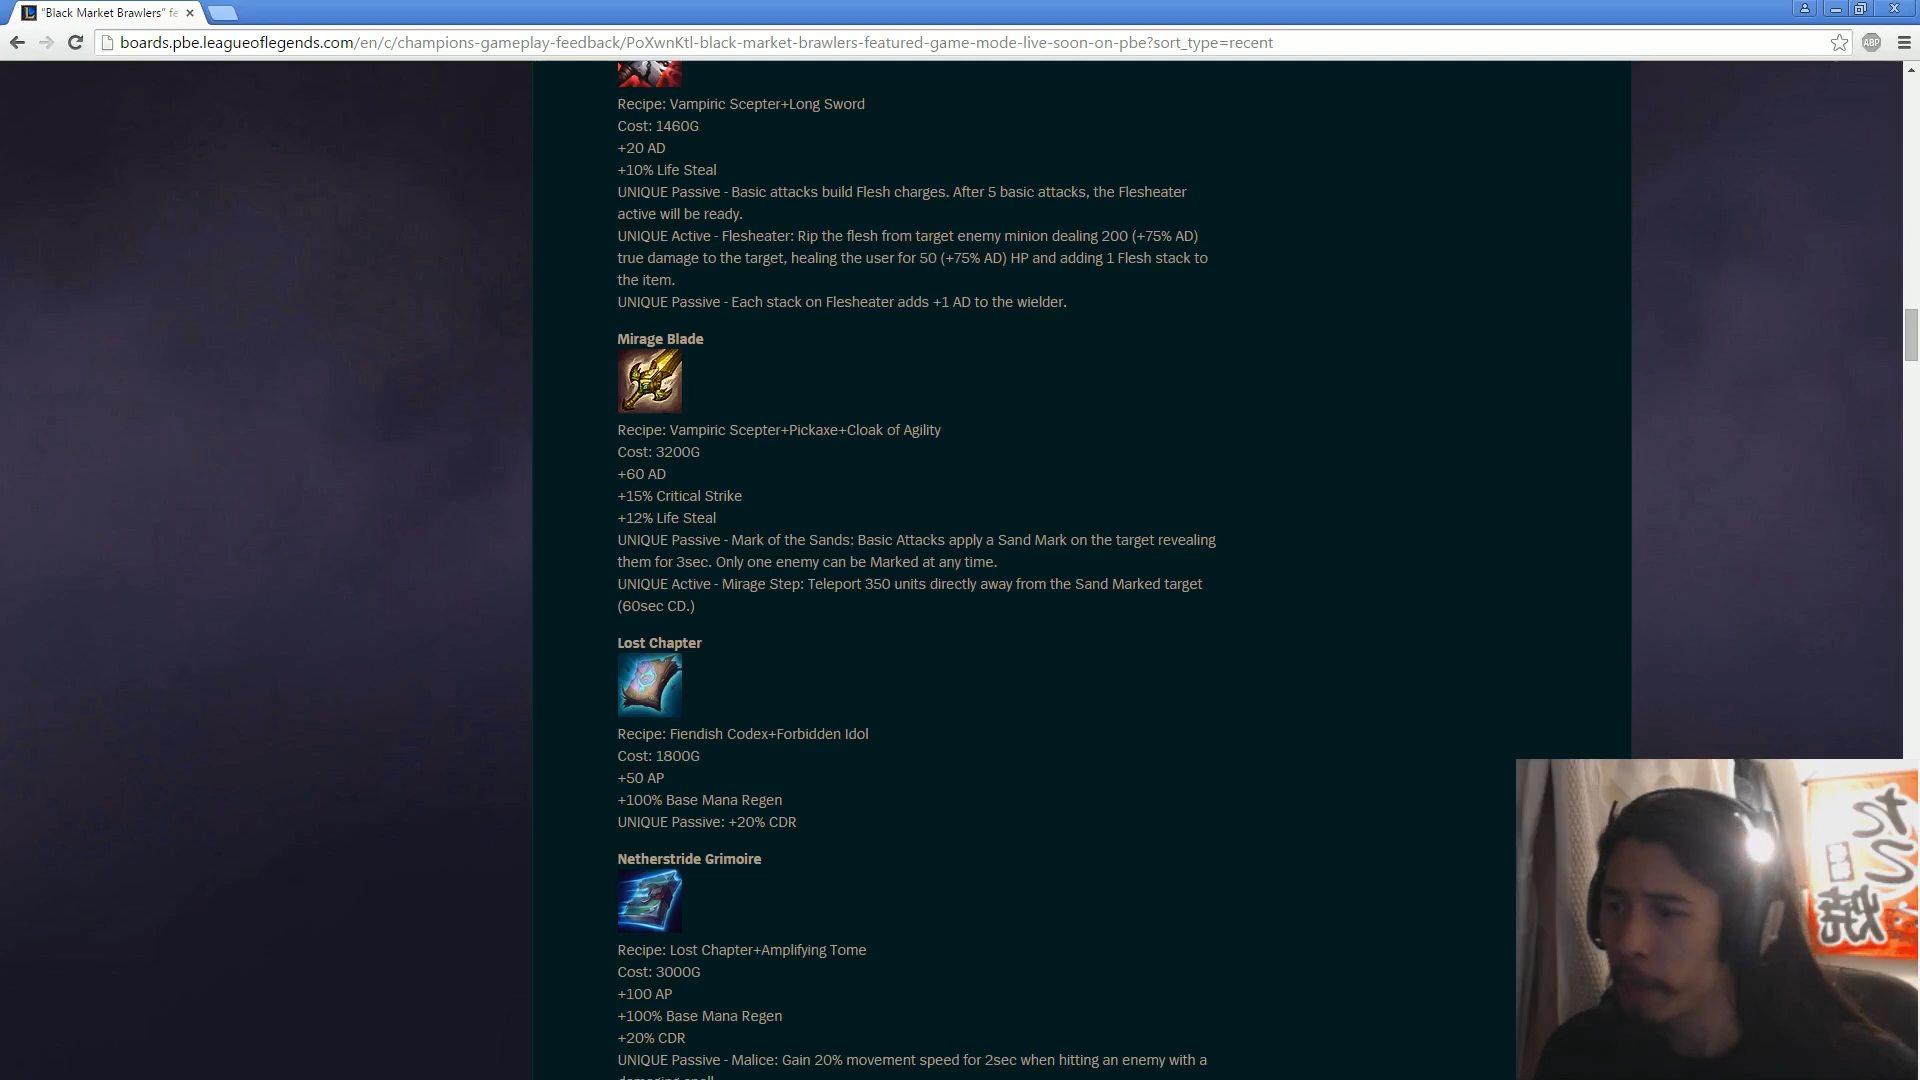 "Black Market Brawlers" fe
boards.pbe.leagueoflegends.com/en/c/champions-gameplay-feedback/PoXwnKtl-black-market-brawlers-featured-game-mode-live-soon-on-pbe?sort_type=recent
ABP
Recipe: Vampiric Scepter+Long Sword
Cost: 1460G
+20 AD
+10% Life Steal
UNIQUE Passive - Basic attacks build Flesh charges. After 5 basic attacks, the Flesheater
active will be ready.
UNIQUE Active - Flesheater: Rip the flesh from target enemy minion dealing 200 (+75% AD)
true damage to the target, healing the user for 50 (+75% AD) HP and adding 1 Flesh stack to
the item.
UNIQUE Passive - Each stack on Flesheater adds +1 AD to the wielder.
Mirage Blade
Recipe: Vampiric Scepter+Pickaxe+Cloak of Agility
Cost: 3200G
+60 AD
+15% Critical Strike
+12% Life Steal
UNIQUE Passive - Mark of the Sands: Basic Attacks apply a Sand Mark on the target revealing
them for 3sec. Only one enemy can be Marked at any time.
UNIQUE Active - Mirage Step: Teleport 350 units directly away from the Sand Marked target
(60sec CD.)
Lost Chapter
Recipe: Fiendish Codex+Forbidden Idol
Cost: 1800G
+50 AP
+100% Base Mana Regen
UNIQUE Passive: +20% CDR
Netherstride Grimoire
Recipe: Lost Chapter+Amplifying Tome
Cost: 3000G
+100 AP
+100% Base Mana Regen
+20% CDR
UNIQUE Passive - Malice: Gain 20% movement speed for 2sec when hitting an enemy with a
たこ焼